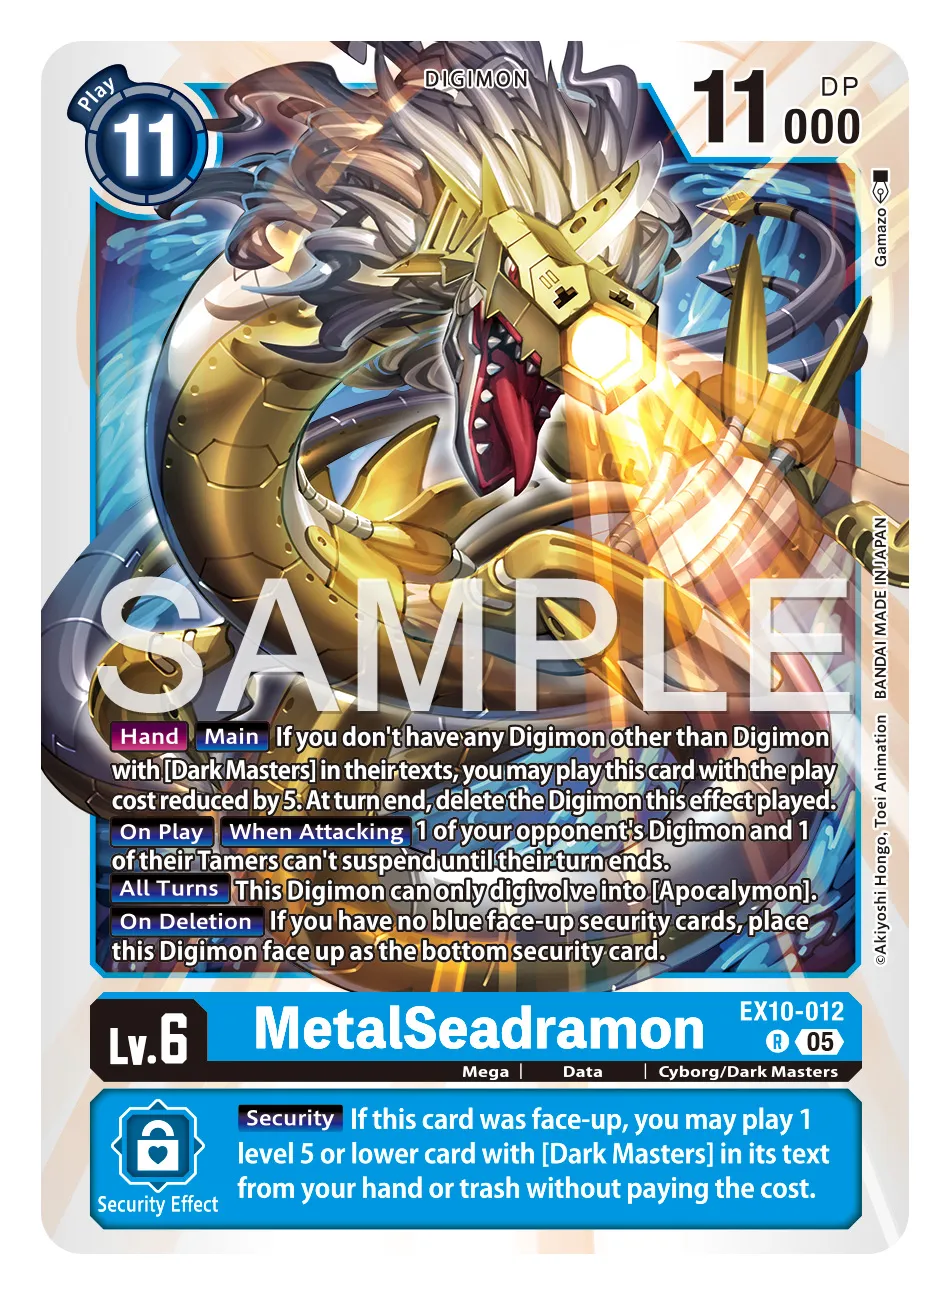 DIGIMON
Play
11
11000
DP
Gamazo
BANDAI MADE IN JAPAN
©Akiyoshi Hongo, Toei Animation
SAMPLE
Hand Main If you don't have any Digimon other than Digimon
with [Dark Masters] in their texts, you may play this card with the play
cost reduced by 5. At turn end, delete the Digimon this effect played.
On Play When Attacking 1 of your opponent's Digimon and 1
of their Tamers can't suspend until their turn ends.
All Turns This Digimon can only digivolve into [Apocalymon].
On Deletion If you have no blue face-up security cards, place
this Digimon face up as the bottom security card.
Lv.6
MetalSeadramon
EX10-012
R 05
Mega | Data | Cyborg/Dark Masters
Security If this card was face-up, you may play 1
level 5 or lower card with [Dark Masters] in its text
from your hand or trash without paying the cost.
Security Effect